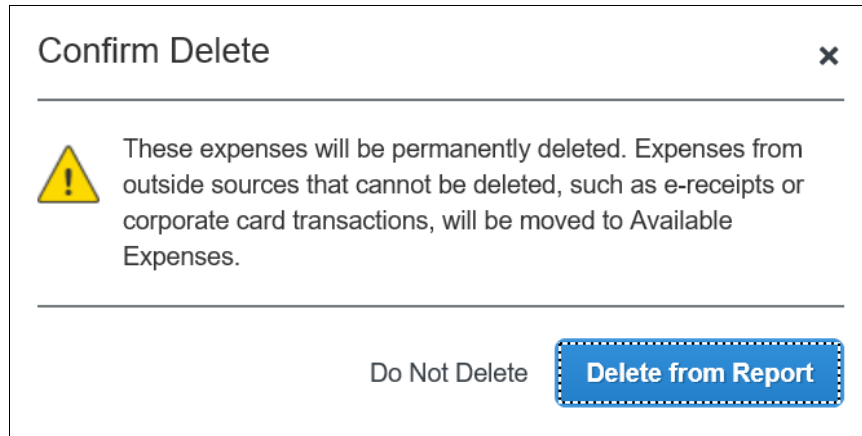 Confirm Delete
These expenses will be permanently deleted. Expenses from
outside sources that cannot be deleted, such as e-receipts or
corporate card transactions, will be moved to Available
Expenses.
Do Not Delete
Delete from Report